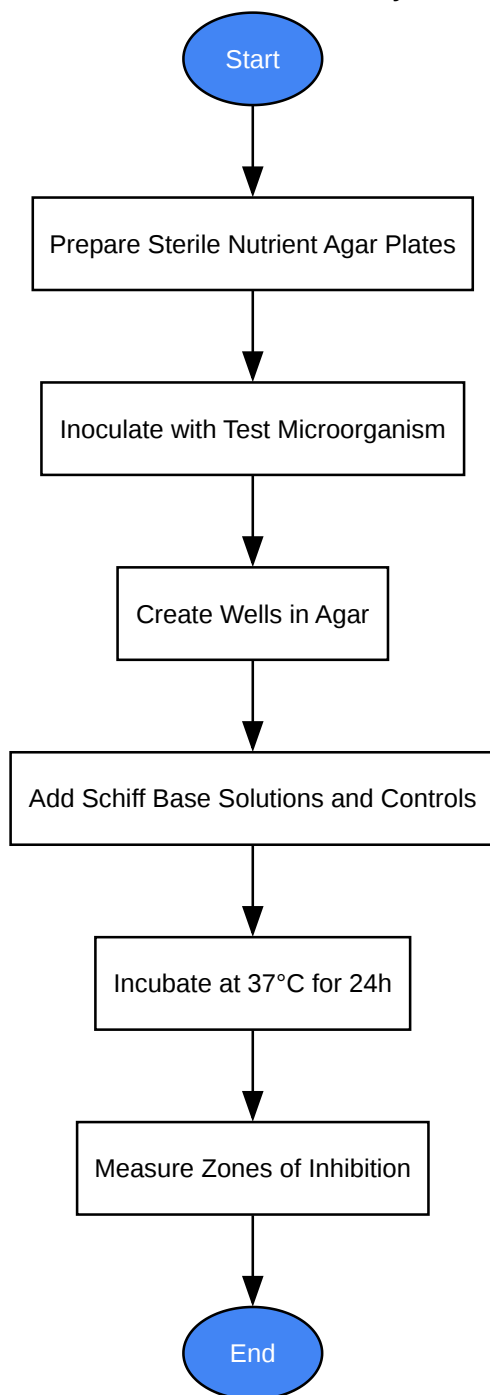 Start
Prepare Sterile Nutrient Agar Plates
Inoculate with Test Microorganism
Create Wells in Agar
Add Schiff Base Solutions and Controls
Incubate at 37°C for 24h
Measure Zones of Inhibition
End